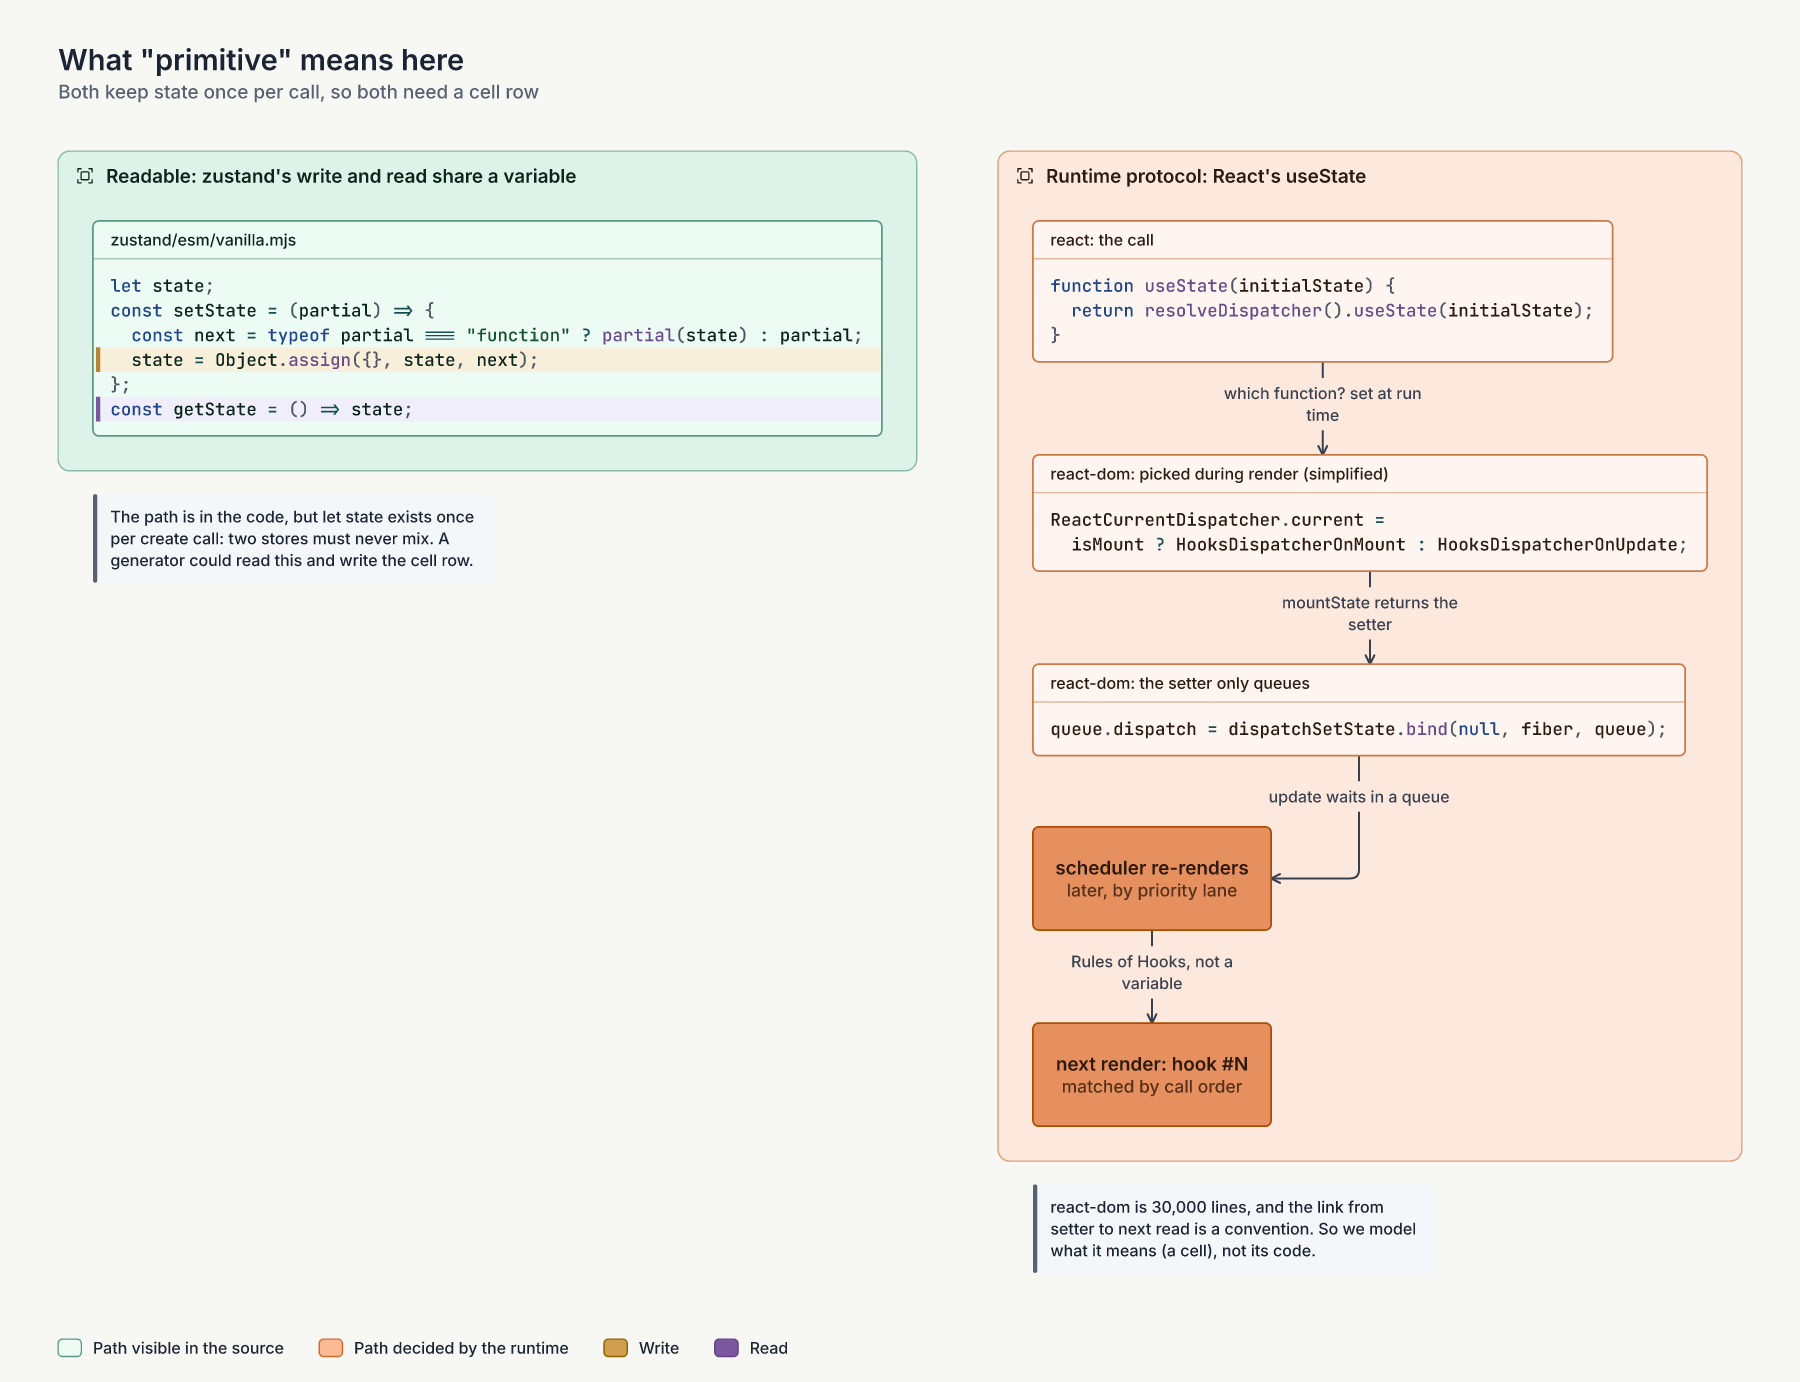 What "primitive" means here
Both keep state once per call, so both need a cell row
Readable: zustand's write and read share a variable
zustand/esm/vanilla.mjs
let state;
const setState = (partial) => {
  const next = typeof partial === "function" ? partial(state) : partial;
  state = Object.assign({}, state, next);
};
const getState = () => state;
The path is in the code, but let state exists once
per create call: two stores must never mix. A
generator could read this and write the cell row.
Runtime protocol: React's useState
react: the call
function useState(initialState) {
  return resolveDispatcher().useState(initialState);
}
which function? set at run
time
react-dom: picked during render (simplified)
ReactCurrentDispatcher.current =
  isMount ? HooksDispatcherOnMount : HooksDispatcherOnUpdate;
mountState returns the
setter
react-dom: the setter only queues
queue.dispatch = dispatchSetState.bind(null, fiber, queue);
update waits in a queue
scheduler re-renders
later, by priority lane
Rules of Hooks, not a
variable
next render: hook #N
matched by call order
react-dom is 30,000 lines, and the link from
setter to next read is a convention. So we model
what it means (a cell), not its code.
Path visible in the source
Path decided by the runtime
Write
Read